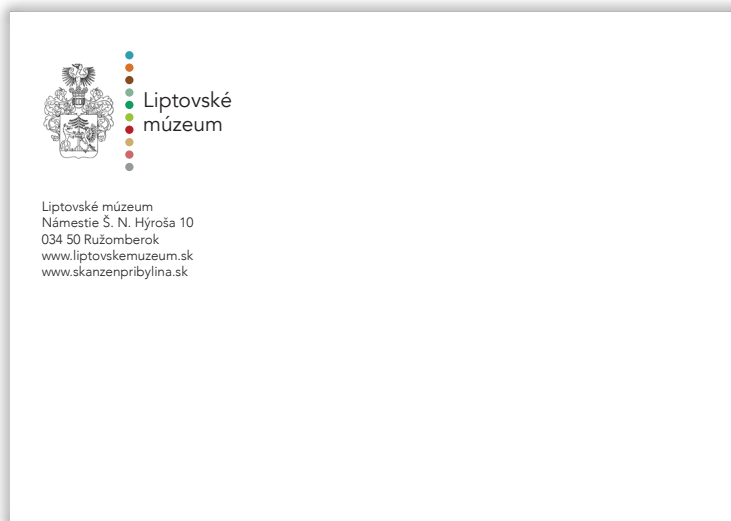 Liptovské
múzeum
Liptovské múzeum
Námestie Š. N. Hýroša 10
034 50 Ružomberok
www.liptovskemuzeum.sk
www.skanzenpribylina.sk